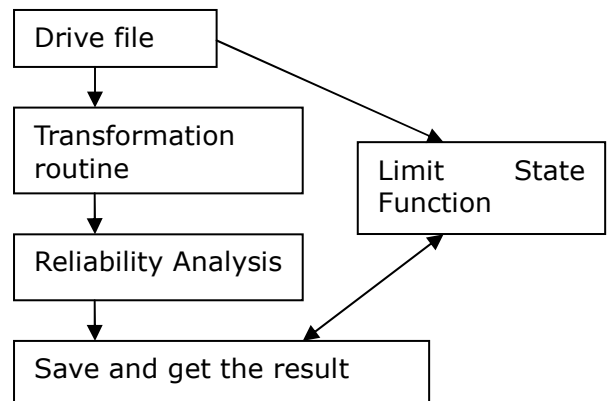 Drive file
Transformation
routine
Limit State
Function
Reliability Analysis
Save and get the result